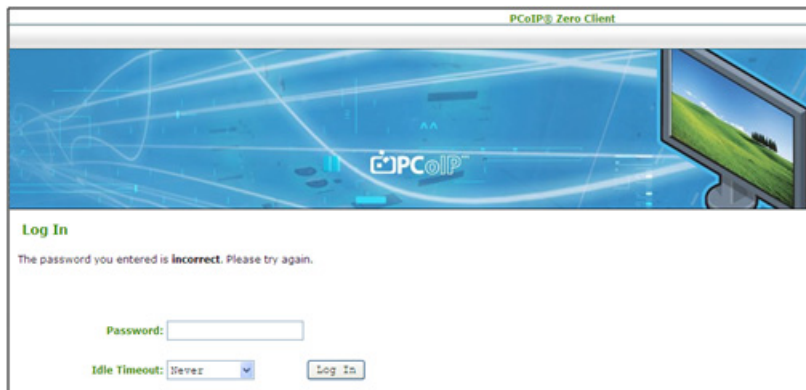 PCoIP® Zero Client
PCoIP™
Log In
The password you entered is incorrect. Please try again.
Password:
Idle Timeout: Never Log In